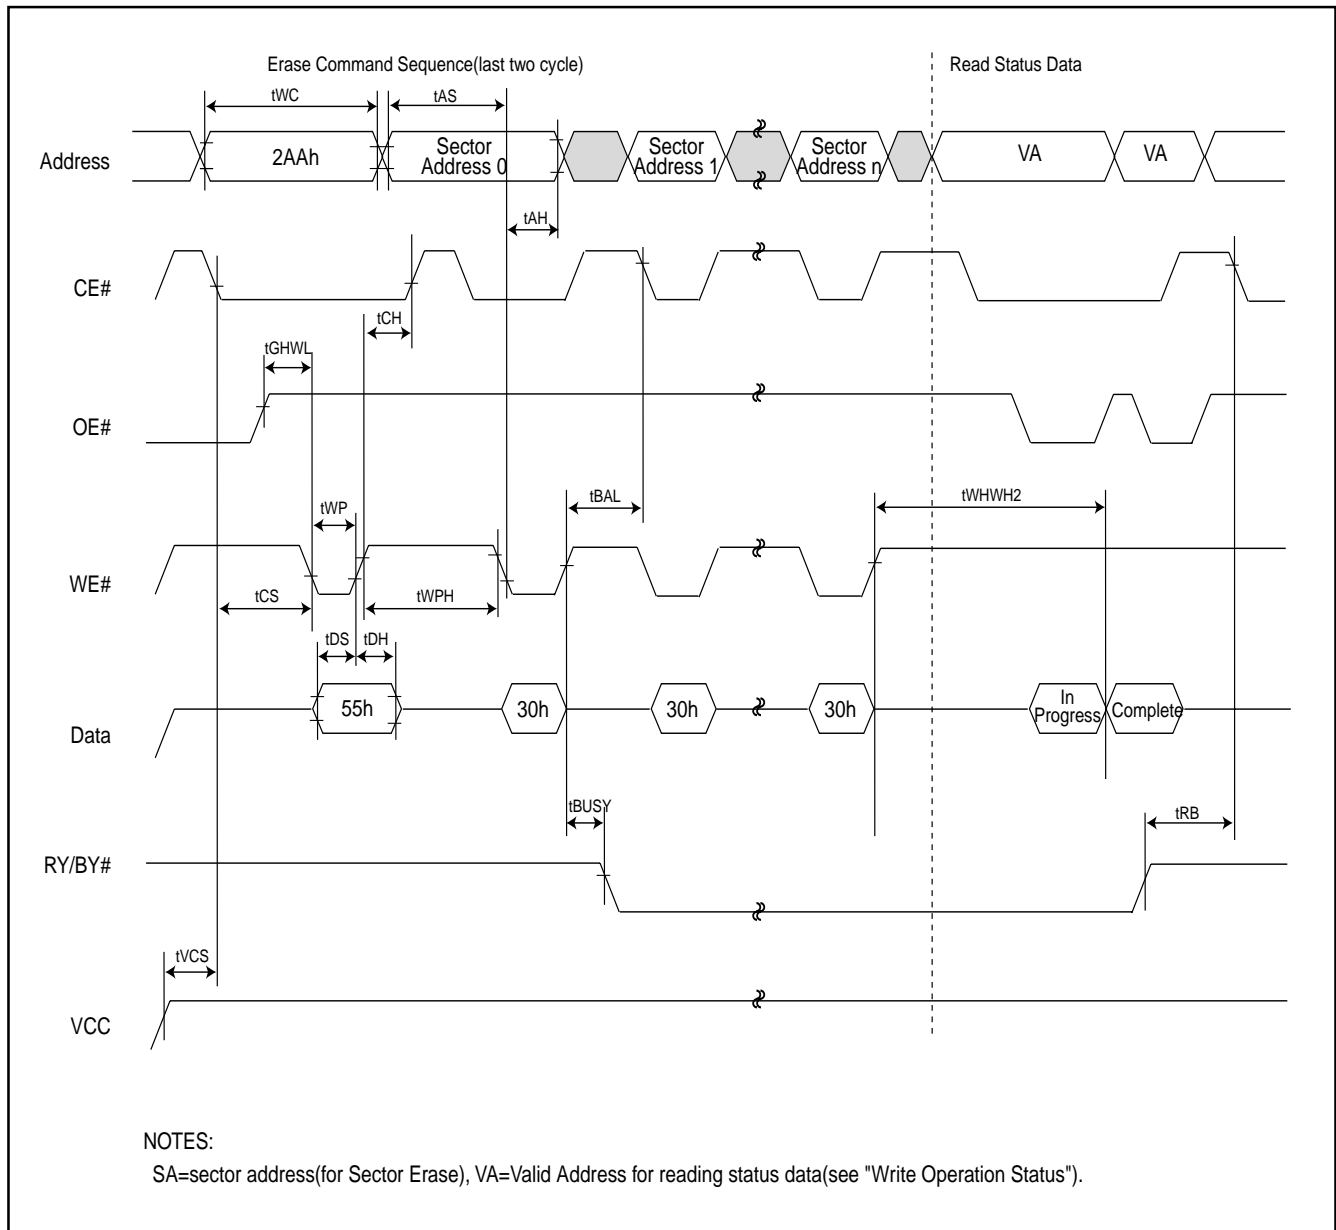 Erase Command Sequence(last two cycle)
Read Status Data
tWC
tAS
Address
2AAh
Sector
Address 0
Sector
Address 1
Sector
Address n
VA
VA
tAH
CE#
tCH
tGHWL
OE#
tBAL
tWHWH2
tWP
WE#
tCS
tWPH
tDS
tDH
Data
55h
30h
30h
30h
In
Progress
Complete
tBUSY
tRB
RY/BY#
tVCS
VCC
NOTES:
SA=sector address(for Sector Erase), VA=Valid Address for reading status data(see "Write Operation Status").